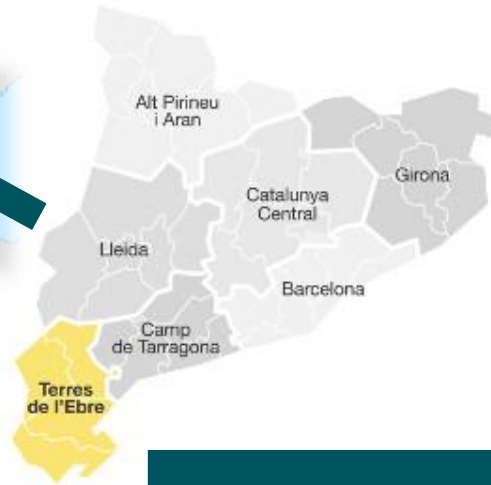 Alt Pirineu
i Aran
Girona
Catalunya
Central
Lleida
Barcelona
Camp
de Tarragona
Terres
de l'Ebre